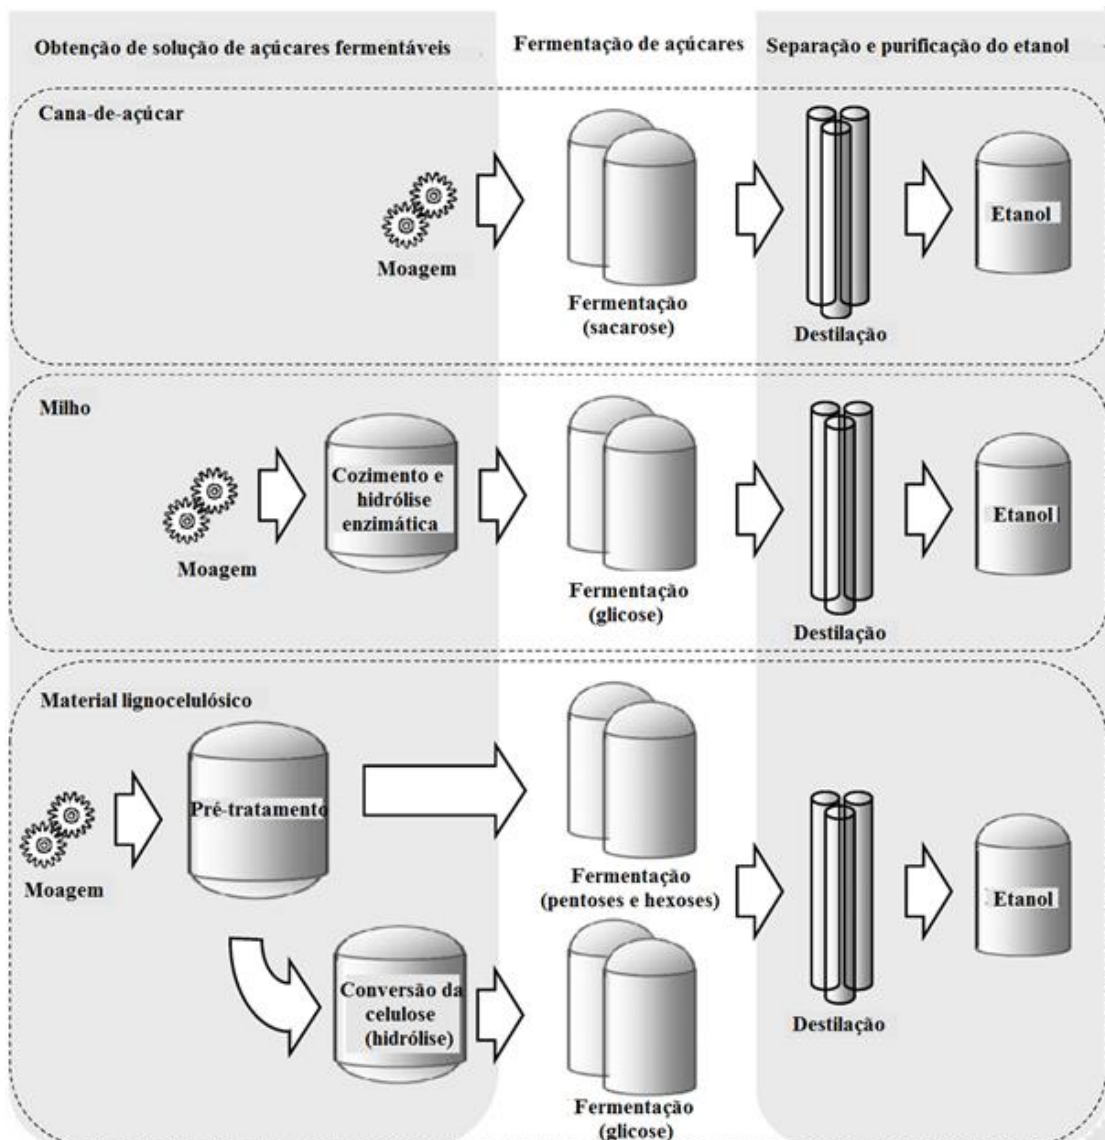 Obtenção de solução de açúcares fermentáveis
Fermentação de açúcares
Separação e purificação do etanol
Cana-de-açúcar
Moagem
Fermentação
(sacarose)
Destilação
Etanol
Milho
Moagem
Cozimento e
hidrólise
enzimática
Fermentação
(glicose)
Destilação
Etanol
Material lignocelulósico
Moagem
Pré-tratamento
Fermentação
(pentoses e hexoses)
Conversão da
celulose
(hidrólise)
Fermentação
(glicose)
Destilação
Etanol